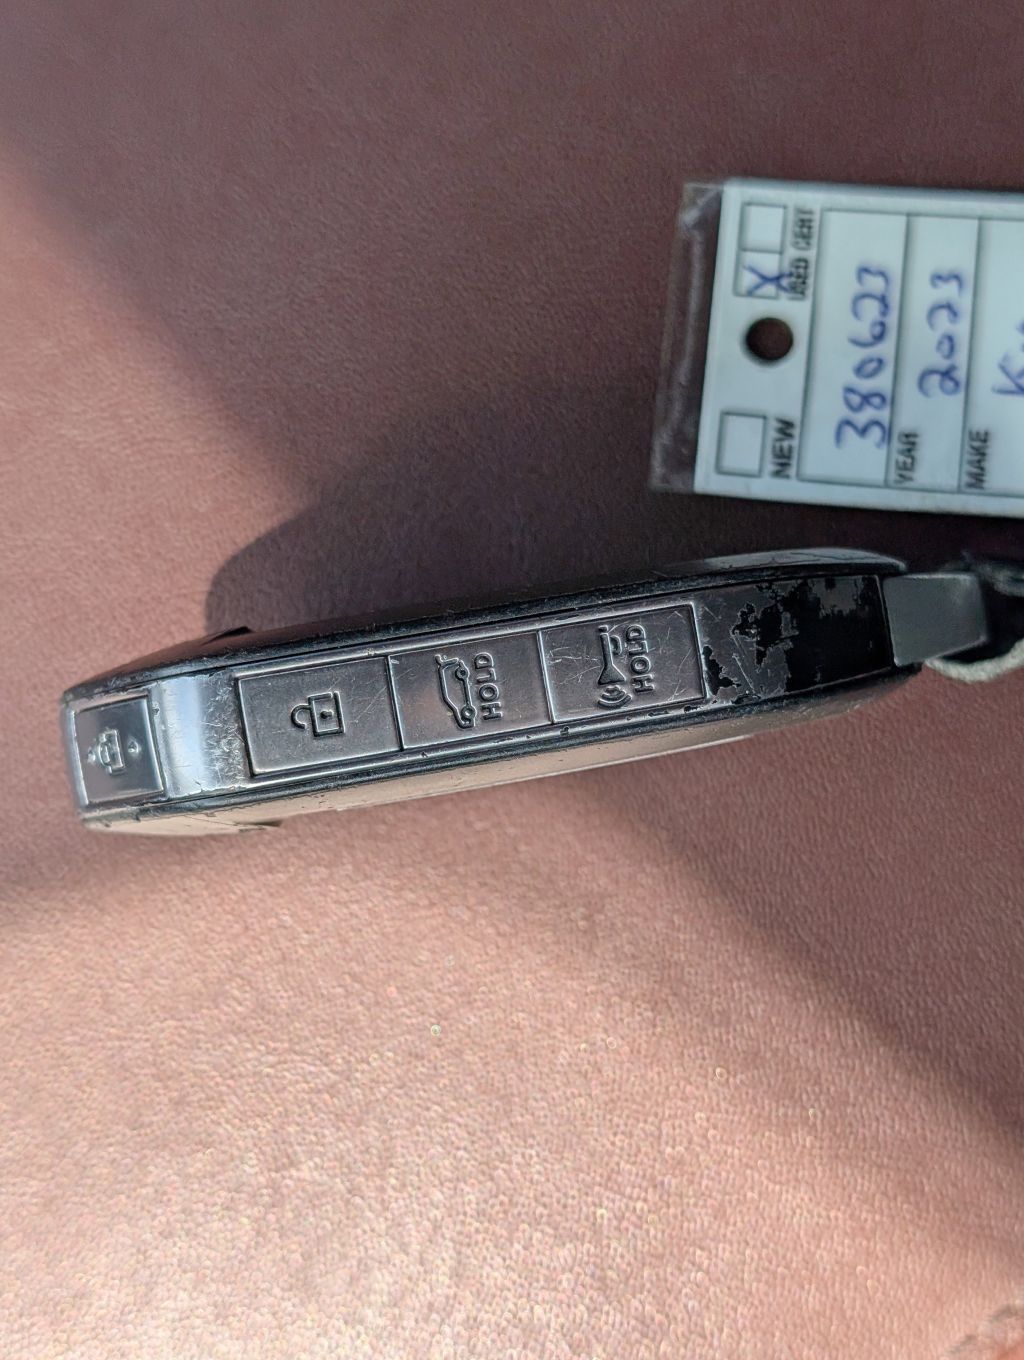 NEW
USED CERT
X
380623
YEAR
2023
MAKE
HOLD
HOLD